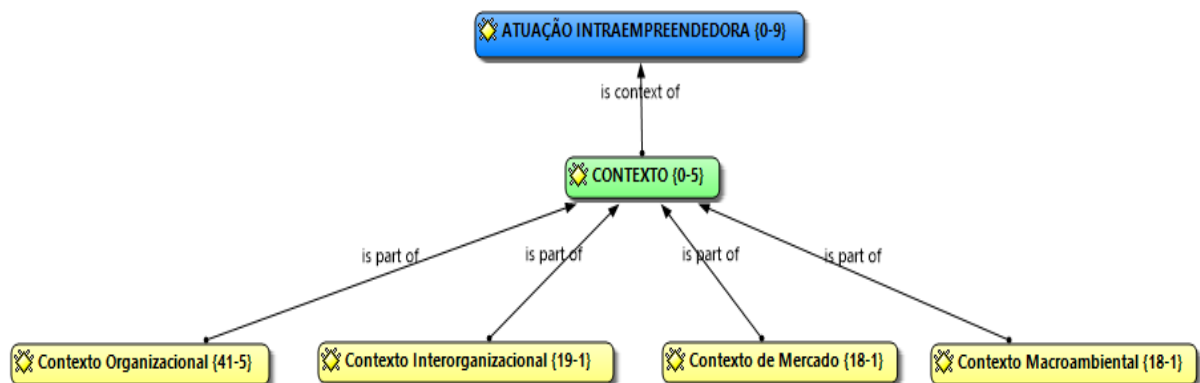 ATUAÇÃO INTRAEMPREENDEDORA {0-9}
is context of
CONTEXTO {0-5}
is part of
is part of
is part of
is part of
Contexto Organizacional {41-5}
Contexto Interorganizacional {19-1}
Contexto de Mercado {18-1}
Contexto Macroambiental {18-1}